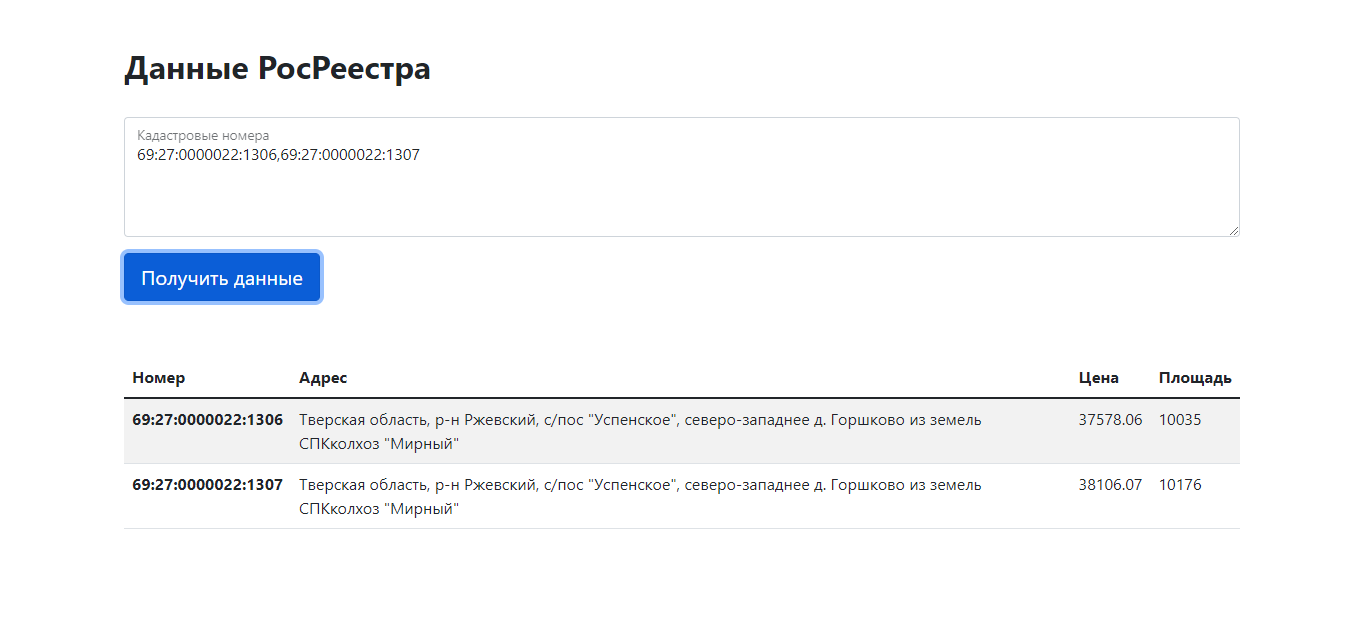 Данные РосРеестра
Кадастровые номера
69:27:0000022:1306,69:27:0000022:1307
Получить данные
Номер Адрес Цена Площадь
69:27:0000022:1306 Тверская область, р-н Ржевский, с/пос "Успенское", северо-западнее д. Горшково из земель 37578.06 10035
СПКколхоз "Мирный"
69:27:0000022:1307 Тверская область, р-н Ржевский, с/пос "Успенское", северо-западнее д. Горшково из земель 38106.07 10176
СПКколхоз "Мирный"